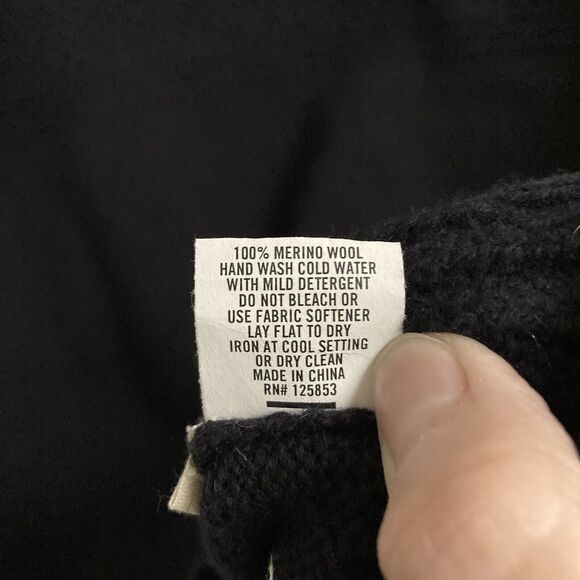 100% MERINO WOOL
HAND WASH COLD WATER
WITH MILD DETERGENT
DO NOT BLEACH OR
USE FABRIC SOFTENER
LAY FLAT TO DRY
IRON AT COOL SETTING
OR DRY CLEAN
MADE IN CHINA
RN# 125853